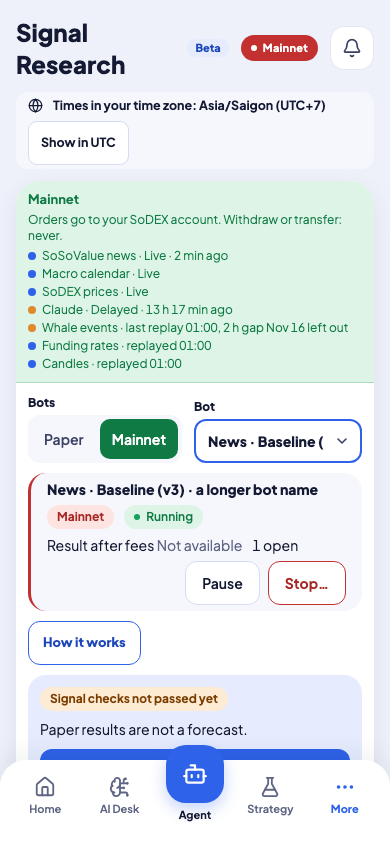 Signal
Research
Beta
Mainnet
Times in your time zone: Asia/Saigon (UTC+7)
Show in UTC
Mainnet
Orders go to your SoDEX account. Withdraw or transfer:
never.
SoSoValue news · Live · 2 min ago
Macro calendar · Live
SoDEX prices · Live
Claude · Delayed · 13 h 17 min ago
Whale events · last replay 01:00, 2 h gap Nov 16 left out
Funding rates · replayed 01:00
Candles · replayed 01:00
Bots
Bot
Paper
Mainnet
News · Baseline (
News · Baseline (v3) · a longer bot name
Mainnet
Running
Result after fees Not available 1 open
Pause
Stop...
How it works
Signal checks not passed yet
Paper results are not a forecast.
Home
AI Desk
Agent
Strategy
More